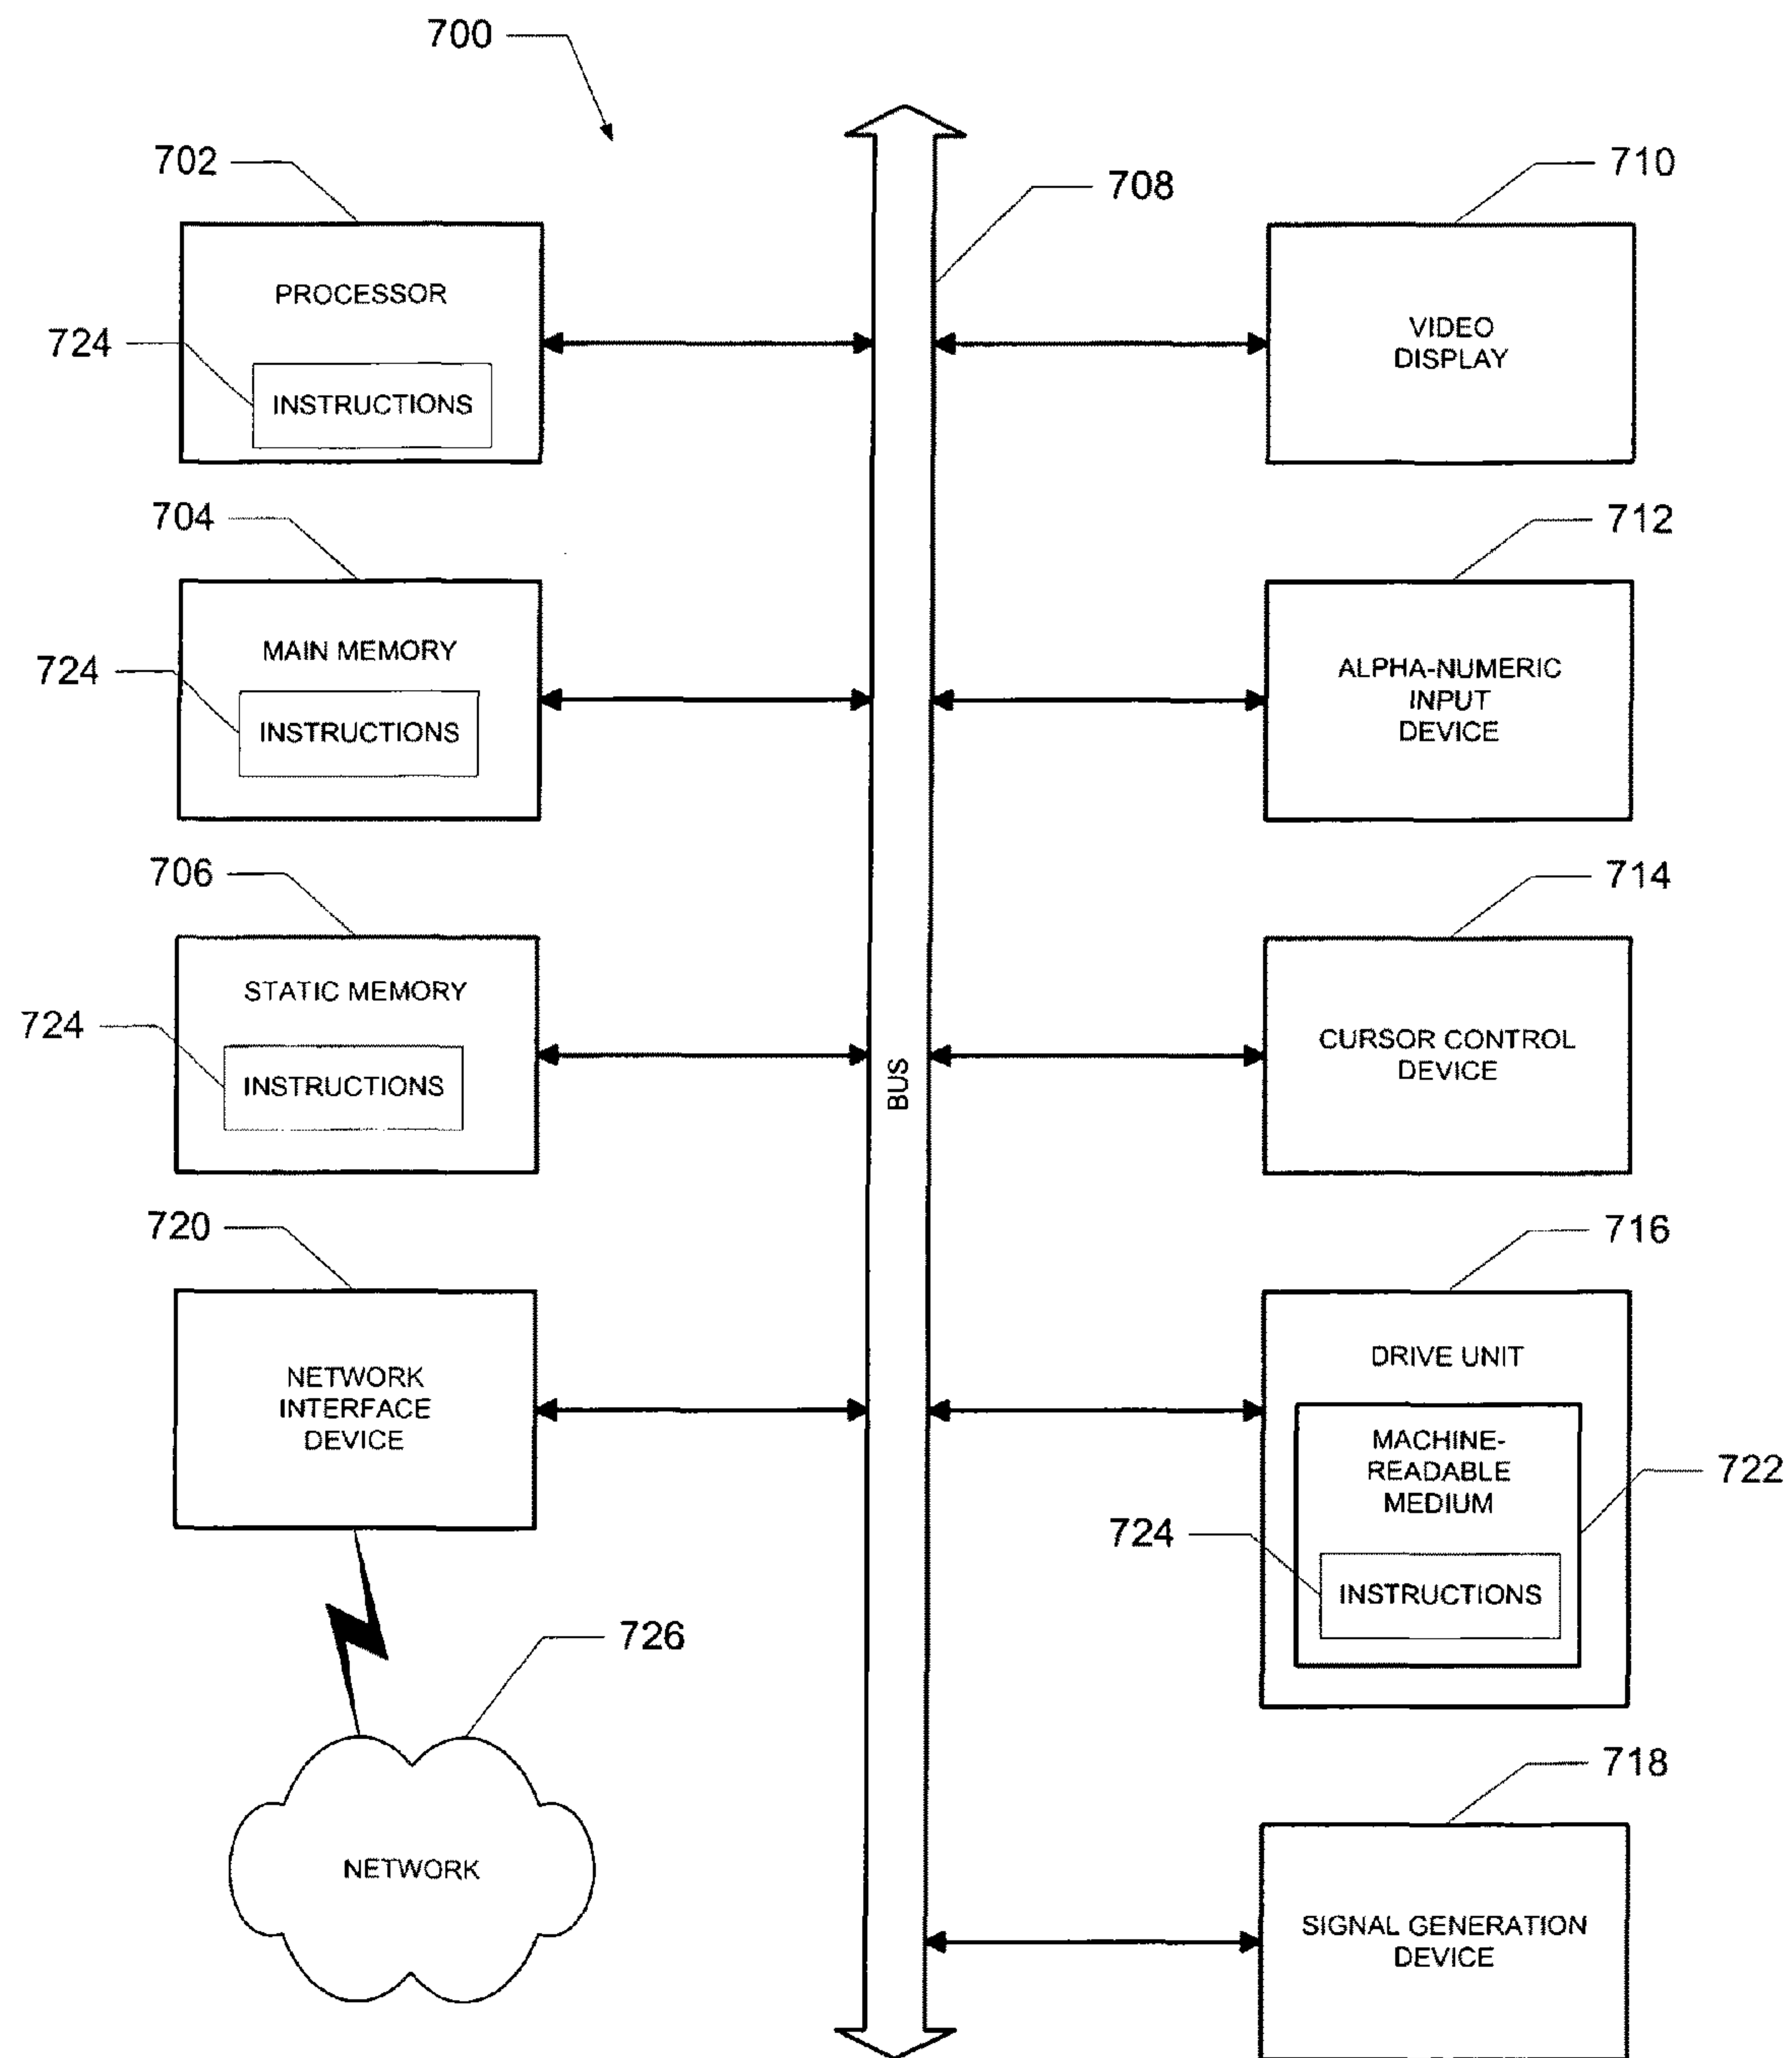 700
702
708
710
PROCESSOR
724
INSTRUCTIONS
VIDEO
DISPLAY
704
712
MAIN MEMORY
724
INSTRUCTIONS
ALPHA-NUMERIC
INPUT
DEVICE
706
714
STATIC MEMORY
724
INSTRUCTIONS
BUS
CURSOR CONTROL
DEVICE
720
716
NETWORK
INTERFACE
DEVICE
DRIVE UNIT
MACHINE-
READABLE
MEDIUM
722
724
INSTRUCTIONS
726
NETWORK
718
SIGNAL GENERATION
DEVICE